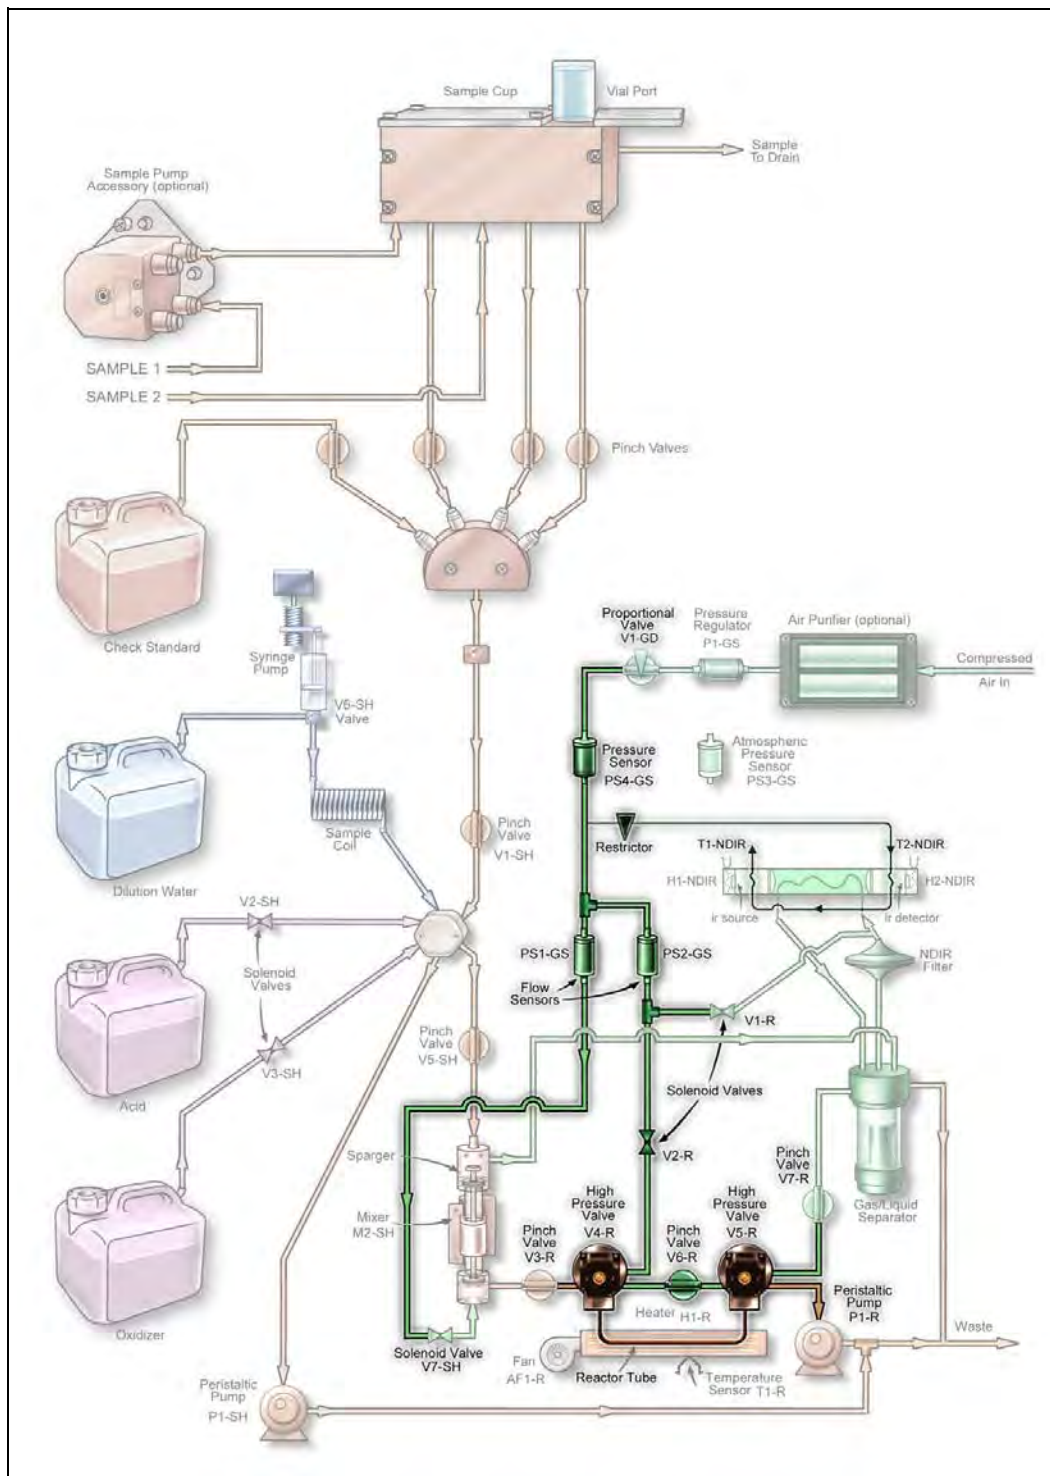 Sample Cup
Vial Port
Sample
To Drain
Sample Pump
Accessory (optional)
SAMPLE 1
SAMPLE 2
Pinch Valves
Check Standard
Syringe
Pump
V6-SH
Valve
Proportional
Valve
V1-GD
Pressure
Regulator
P1-GS
Air Purifier (optional)
Compressed
Air In
Pressure
Sensor
PS4-GS
Atmospheric
Pressure
Sensor
PS3-GS
Sample
Coil
Pinch
Valve
V1-SH
Restrictor
T1-NDIR
T2-NDIR
H1-NDIR
H2-NDIR
ir source
ir detector
Dilution Water
V2-SH
PS1-GS
PS2-GS
NDIR
Filter
Flow
Sensors
Solenoid
Valves
V1-R
Pinch
Valve
V5-SH
V3-SH
Acid
Solenoid Valves
Sparger
V2-R
Pinch
Valve
V7-R
Gas/Liquid
Separator
Mixer
M2-SH
High
Pressure
Valve
V4-R
High
Pressure
Valve
V5-R
Pinch
Valve
V3-R
Pinch
Valve
V6-R
Peristaltic
Pump
P1-R
Oxidizer
Heater
H1-R
Waste
Solenoid Valve
V7-SH
Fan
AF1-R
Reactor Tube
Temperature
Sensor T1-R
Peristaltic
Pump
P1-SH